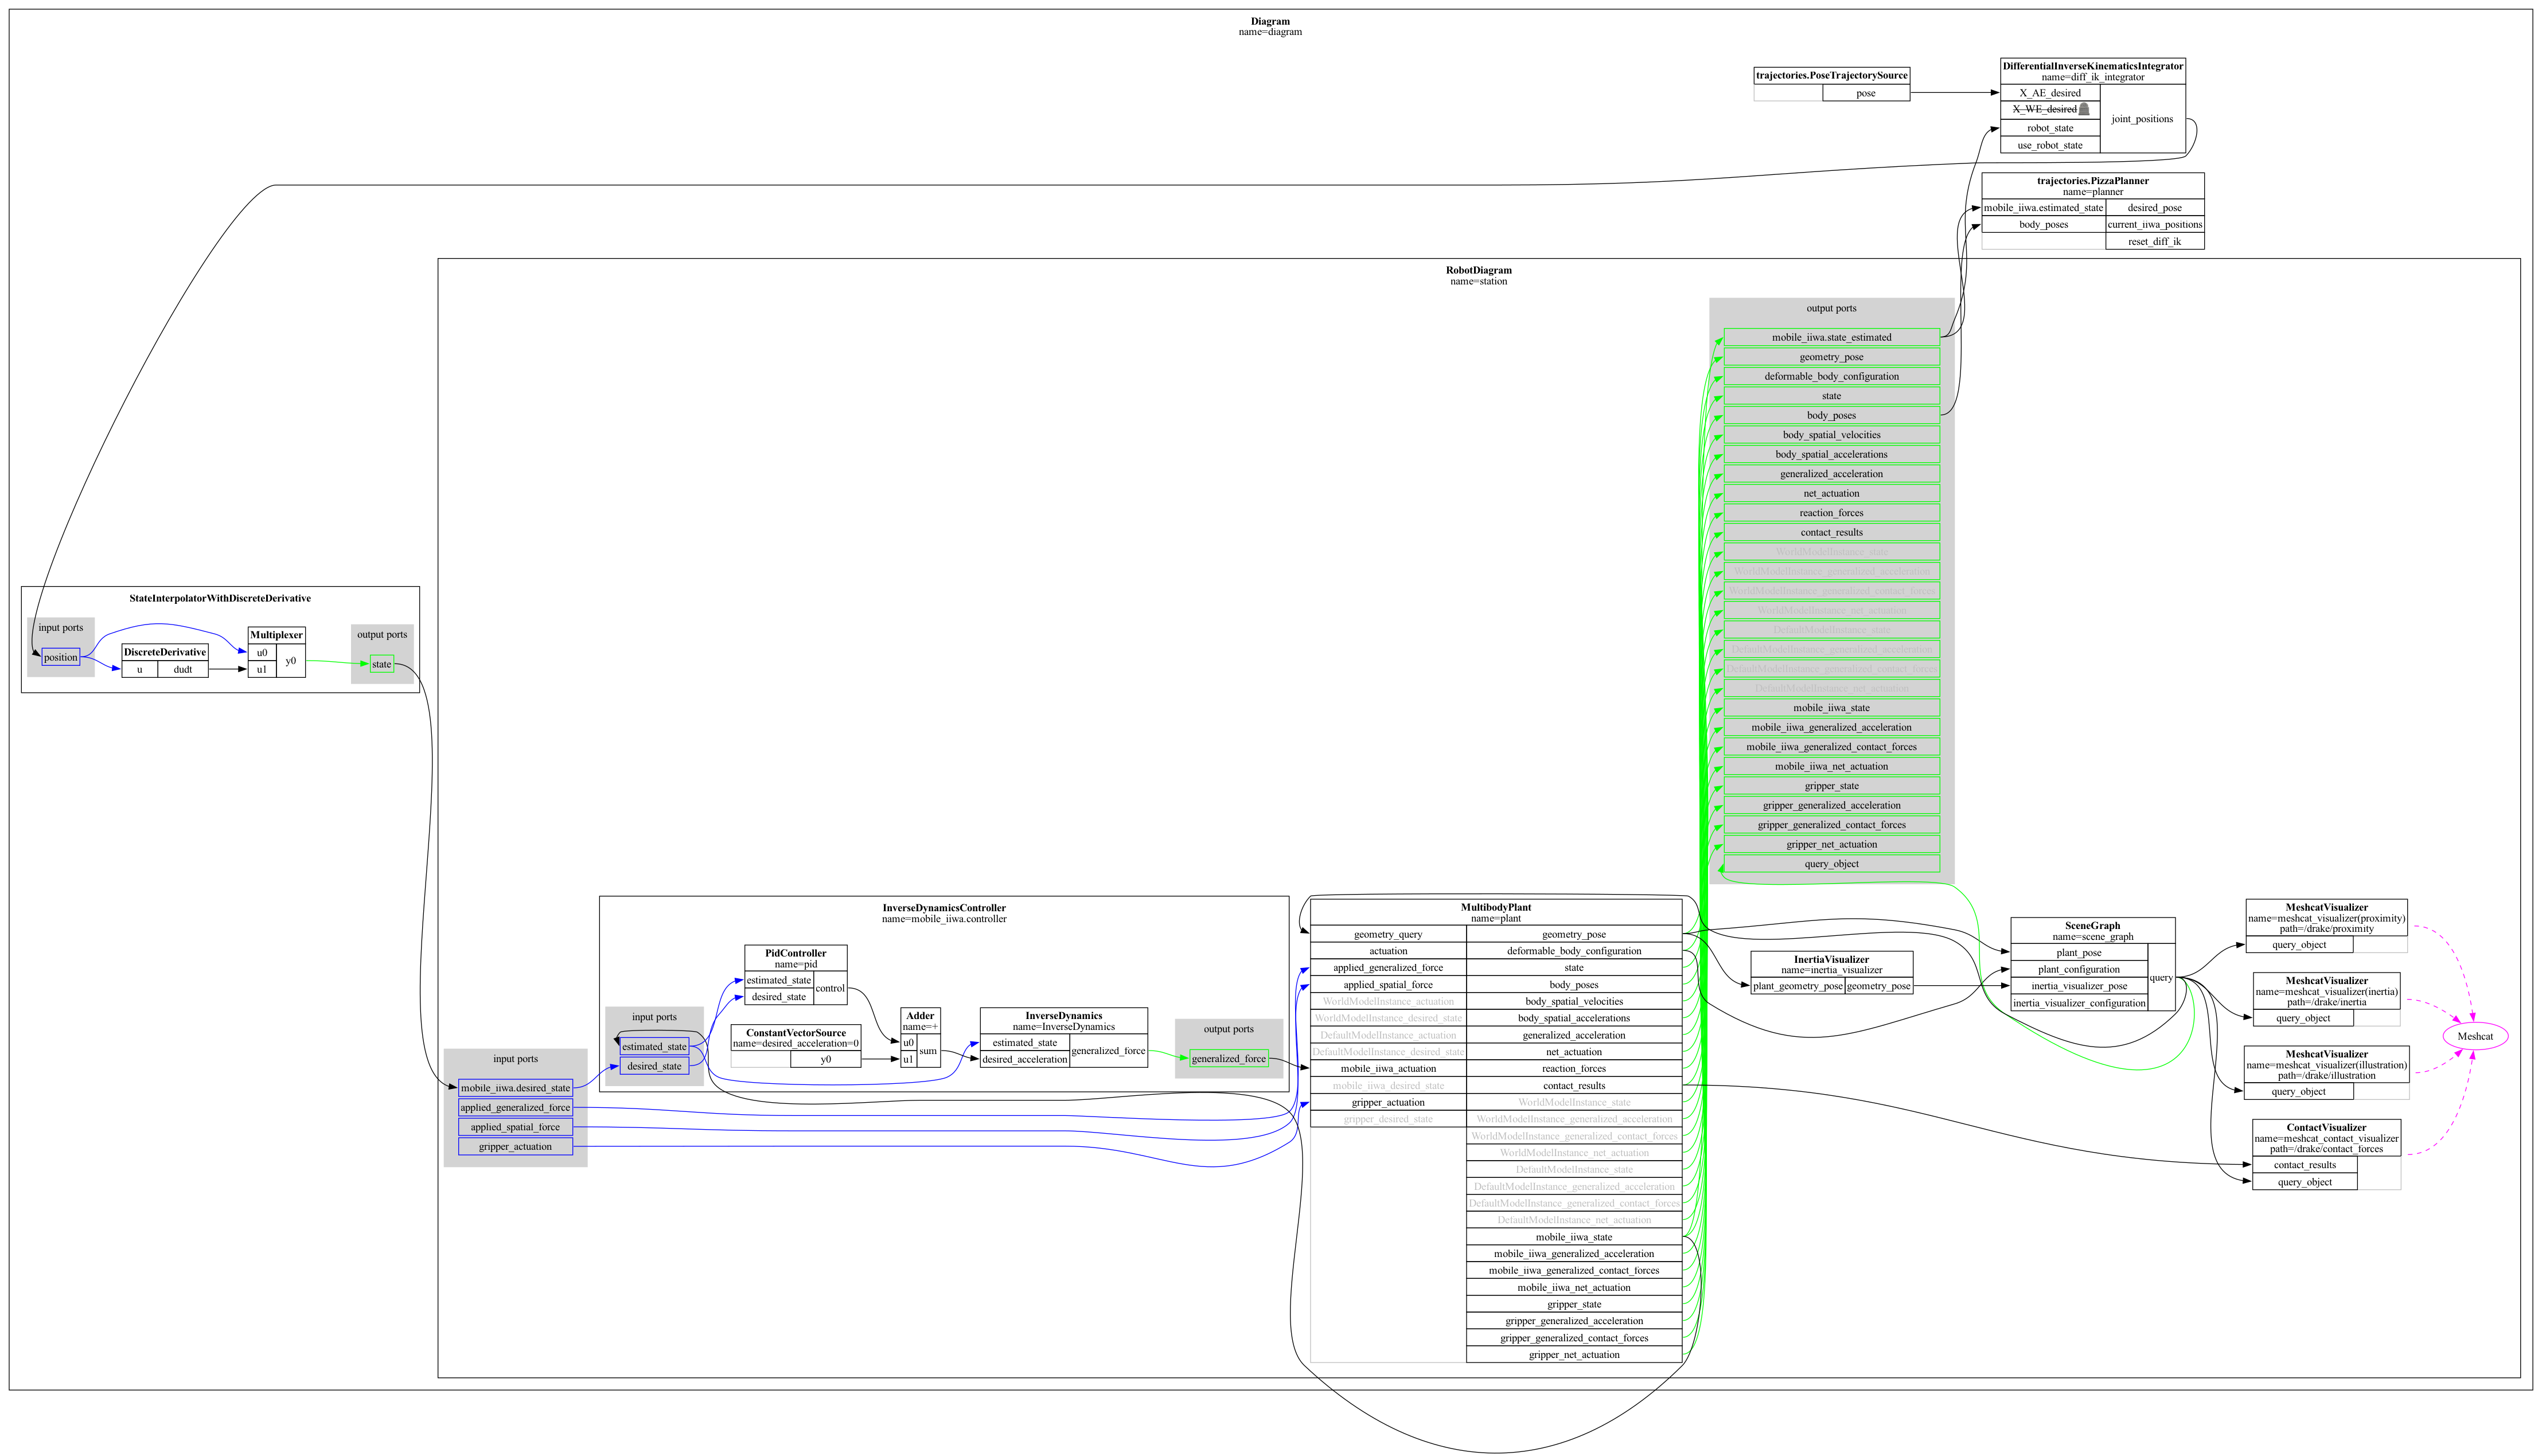 Diagram
name=diagram
trajectories.PoseTrajectorySource
pose
DifferentialInverseKinematicsIntegrator
name=diff_ik_integrator
X_AE_desired
X_WE_desired
robot_state
use_robot_state
joint_positions
trajectories.PizzaPlanner
name=planner
mobile_iiwa.estimated_state
desired_pose
body_poses
current_iiwa_positions
reset_diff_ik
RobotDiagram
name=station
output ports
mobile_iiwa.state_estimated
geometry_pose
deformable_body_configuration
state
body_poses
body_spatial_velocities
body_spatial_accelerations
generalized_acceleration
net_actuation
reaction_forces
contact_results
WorldModelInstance_state
WorldModelInstance_generalized_acceleration
WorldModelInstance_generalized_contact_forces
WorldModelInstance_net_actuation
DefaultModelInstance_state
DefaultModelInstance_generalized_acceleration
DefaultModelInstance_generalized_contact_forces
DefaultModelInstance_net_actuation
mobile_iiwa_state
mobile_iiwa_generalized_acceleration
mobile_iiwa_generalized_contact_forces
mobile_iiwa_net_actuation
gripper_state
gripper_generalized_acceleration
gripper_generalized_contact_forces
gripper_net_actuation
query_object
StateInterpolatorWithDiscreteDerivative
input ports
position
DiscreteDerivative
u
dudt
Multiplexer
u0
u1
y0
output ports
state
input ports
mobile_iiwa.desired_state
applied_generalized_force
applied_spatial_force
gripper_actuation
InverseDynamicsController
name=mobile_iiwa.controller
input ports
estimated_state
desired_state
PidController
name=pid
estimated_state
desired_state
control
ConstantVectorSource
name=desired_acceleration=0
y0
Adder
name=+
u0
u1
sum
InverseDynamics
name=InverseDynamics
estimated_state
desired_acceleration
generalized_force
output ports
generalized_force
MultibodyPlant
name=plant
geometry_query
actuation
applied_generalized_force
applied_spatial_force
WorldModelInstance_actuation
WorldModelInstance_desired_state
DefaultModelInstance_actuation
DefaultModelInstance_desired_state
mobile_iiwa_actuation
mobile_iiwa_desired_state
gripper_actuation
gripper_desired_state
geometry_pose
deformable_body_configuration
state
body_poses
body_spatial_velocities
body_spatial_accelerations
generalized_acceleration
net_actuation
reaction_forces
contact_results
WorldModelInstance_state
WorldModelInstance_generalized_acceleration
WorldModelInstance_generalized_contact_forces
WorldModelInstance_net_actuation
DefaultModelInstance_state
DefaultModelInstance_generalized_acceleration
DefaultModelInstance_generalized_contact_forces
DefaultModelInstance_net_actuation
mobile_iiwa_state
mobile_iiwa_generalized_acceleration
mobile_iiwa_generalized_contact_forces
mobile_iiwa_net_actuation
gripper_state
gripper_generalized_acceleration
gripper_generalized_contact_forces
gripper_net_actuation
InertiaVisualizer
name=inertia_visualizer
plant_geometry_pose
geometry_pose
SceneGraph
name=scene_graph
plant_pose
plant_configuration
inertia_visualizer_pose
inertia_visualizer_configuration
query
MeshcatVisualizer
name=meshcat_visualizer(proximity)
path=/drake/proximity
query_object
MeshcatVisualizer
name=meshcat_visualizer(inertia)
path=/drake/inertia
query_object
MeshcatVisualizer
name=meshcat_visualizer(illustration)
path=/drake/illustration
query_object
ContactVisualizer
name=meshcat_contact_visualizer
path=/drake/contact_forces
contact_results
query_object
Meshcat